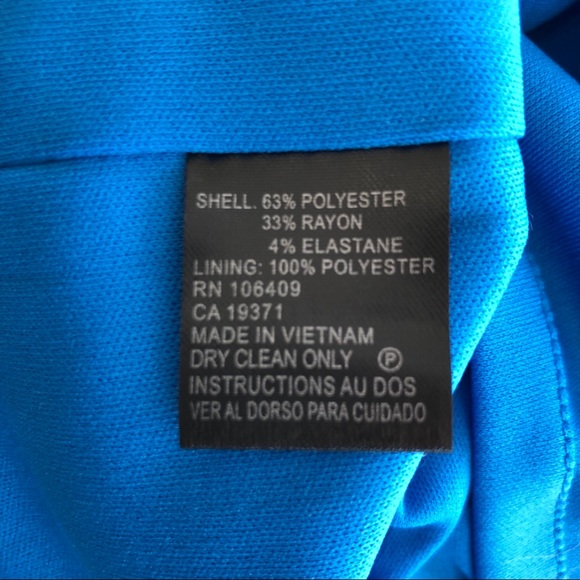 SHELL. 63% POLYESTER
33% RAYON
4% ELASTANE
LINING: 100% POLYESTER
RN 106409
CA 19371
MADE IN VIETNAM
DRY CLEAN ONLY Ⓟ
INSTRUCTIONS AU DOS
VER AL DORSO PARA CUIDADO